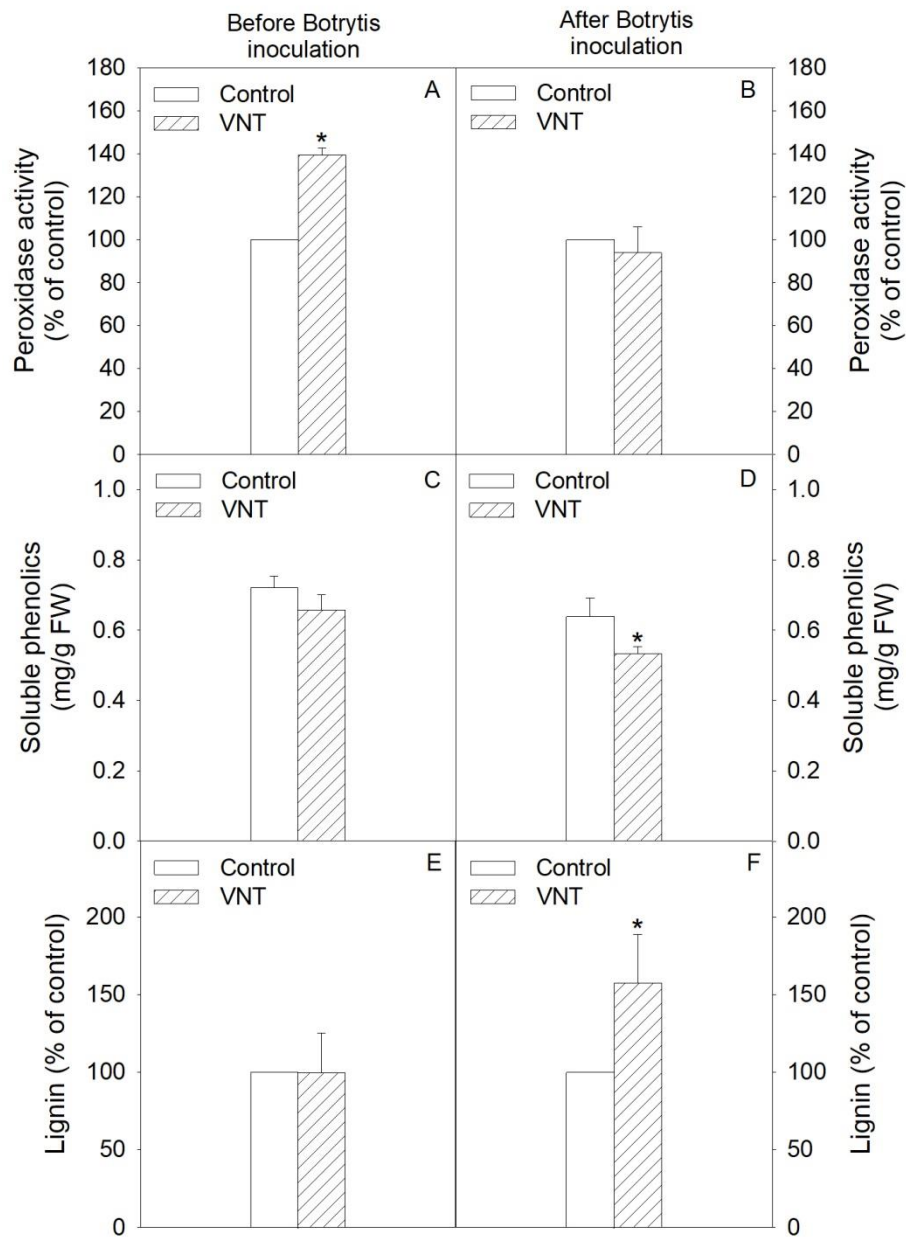 Before Botrytis
inoculation
After Botrytis
inoculation
Peroxidase activity
(% of control)
180
160
140
120
100
80
60
40
20
0
Control
VNT
A
*
Control
VNT
B
180
160
140
120
100
80
60
40
20
0
Peroxidase activity
(% of control)
Soluble phenolics
(mg/g FW)
1.0
0.8
0.6
0.4
0.2
0.0
Control
VNT
C
Control
VNT
D
*
1.0
0.8
0.6
0.4
0.2
0.0
Soluble phenolics
(mg/g FW)
Lignin (% of control)
200
150
100
50
0
Control
VNT
E
Control
VNT
F
*
200
150
100
50
0
Lignin (% of control)